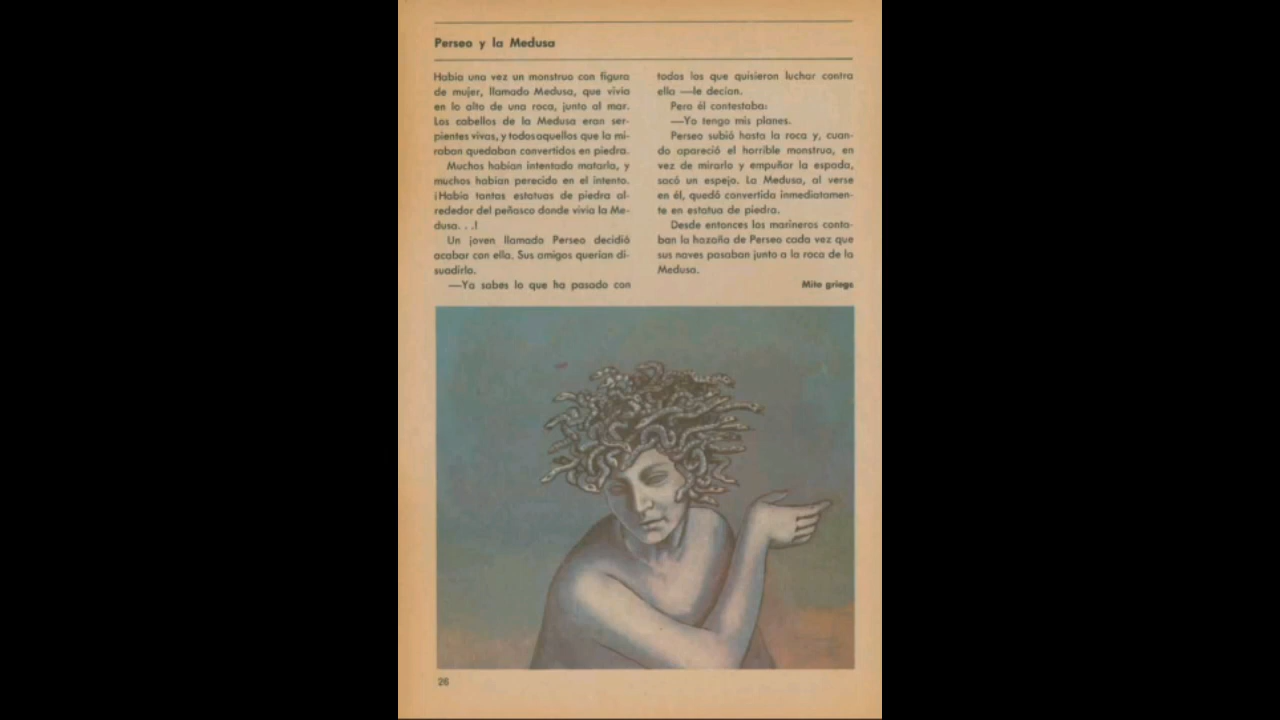 Perseo y la Medusa
Había una vez un monstruo con figura
de mujer, llamado Medusa, que vivía
en lo alto de una roca, junto al mar.
Los cabellos de la Medusa eran ser-
pientes vivas, y todos aquellos que la mi-
raban quedaban convertidos en piedra.
Muchos habían intentado matarla, y
muchos habían perecido en el intento.
¡Había tantas estatuas de piedra al-
rededor del peñasco donde vivía la Me-
dusa. . .!
Un joven llamado Perseo decidió
acabar con ella. Sus amigos querían di-
suadirlo.
—Ya sabes lo que ha pasado con
todos los que quisieron luchar contra
ella —le decían.
Pero él contestaba:
—Yo tengo mis planes.
Perseo subió hasta la roca y, cuan-
do apareció el horrible monstruo, en
vez de mirarlo y empuñar la espada,
sacó un espejo. La Medusa, al verse
en él, quedó convertida inmediatamen-
te en estatua de piedra.
Desde entonces los marineros conta-
ban la hazaña de Perseo cada vez que
sus naves pasaban junto a la roca de la
Medusa.
Mito griego
26